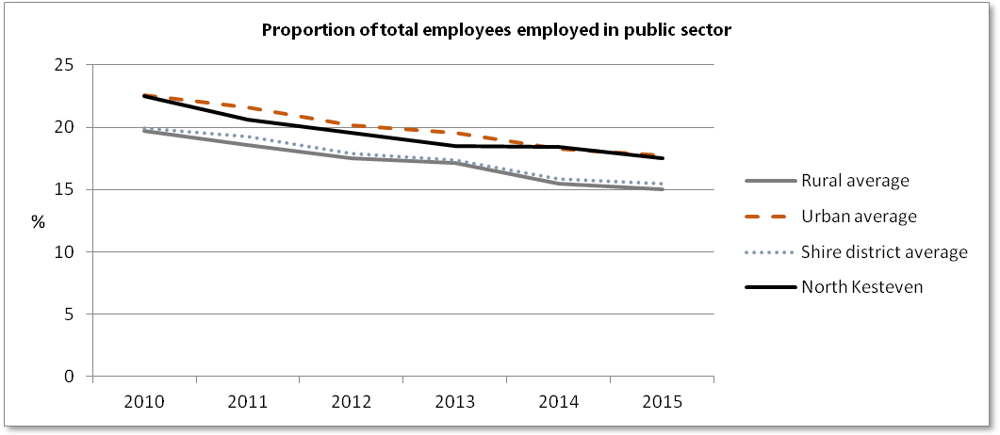 Proportion of total employees employed in public sector
25
20
15
10
5
0
%
2010 2011 2012 2013 2014 2015
Rural average
Urban average
Shire district average
North Kesteven